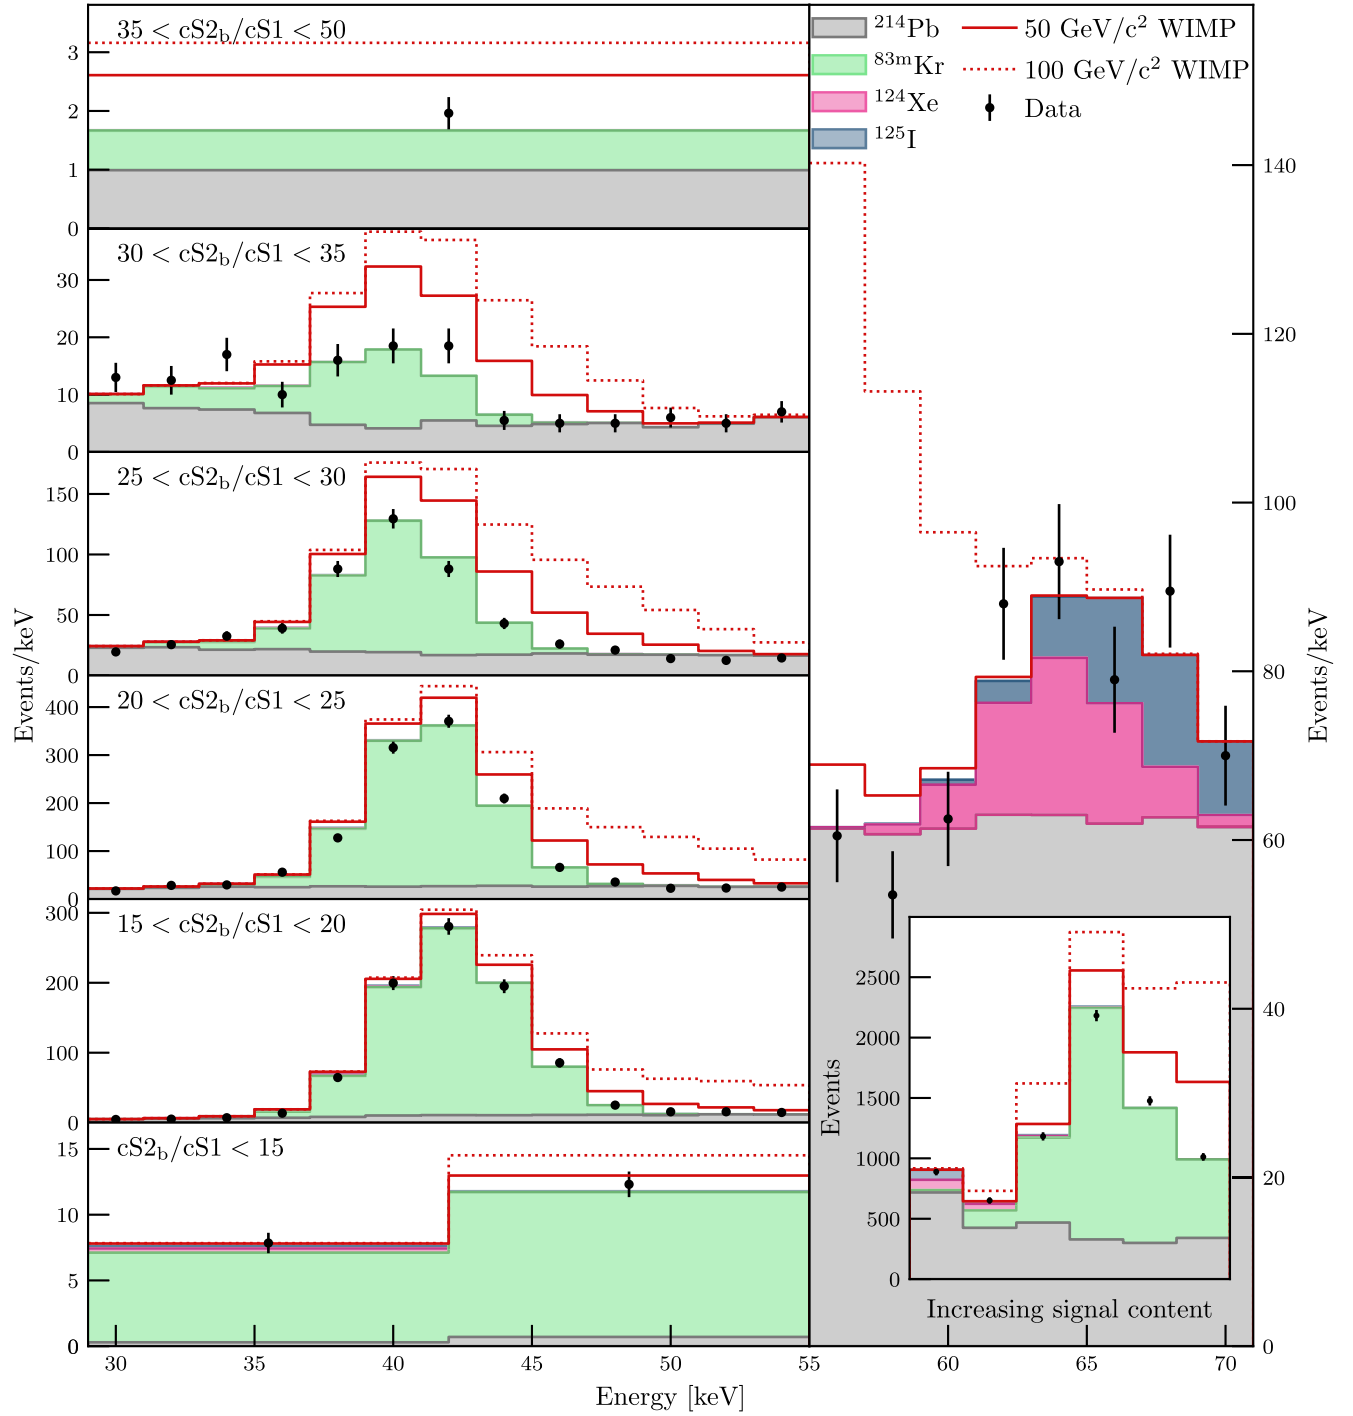 35 < cS2b/cS1 < 50
3
2
1
0
30 < cS2b/cS1 < 35
30
20
10
0
25 < cS2b/cS1 < 30
150
100
50
0
20 < cS2b/cS1 < 25
400
300
200
100
0
15 < cS2b/cS1 < 20
300
200
100
0
cS2b/cS1 < 15
15
10
5
0
Events/keV
30 35 40 45 50 55 60 65 70
Energy [keV]
²¹⁴Pb
⁸³ᵐKr
¹²⁴Xe
¹²⁵I
50 GeV/c² WIMP
100 GeV/c² WIMP
Data
140
120
100
80
60
40
20
0
Events/keV
2500
2000
1500
1000
500
0
Events
Increasing signal content